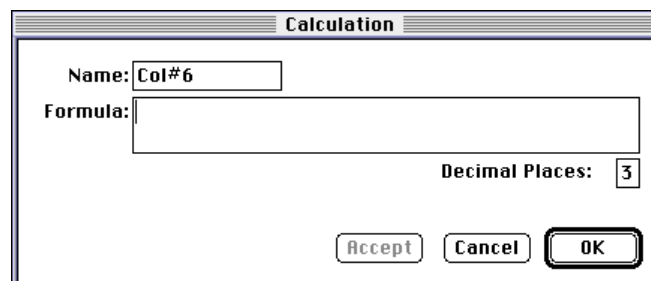 Calculation
Name: Col#6
Formula:
Decimal Places: 3
Accept Cancel OK